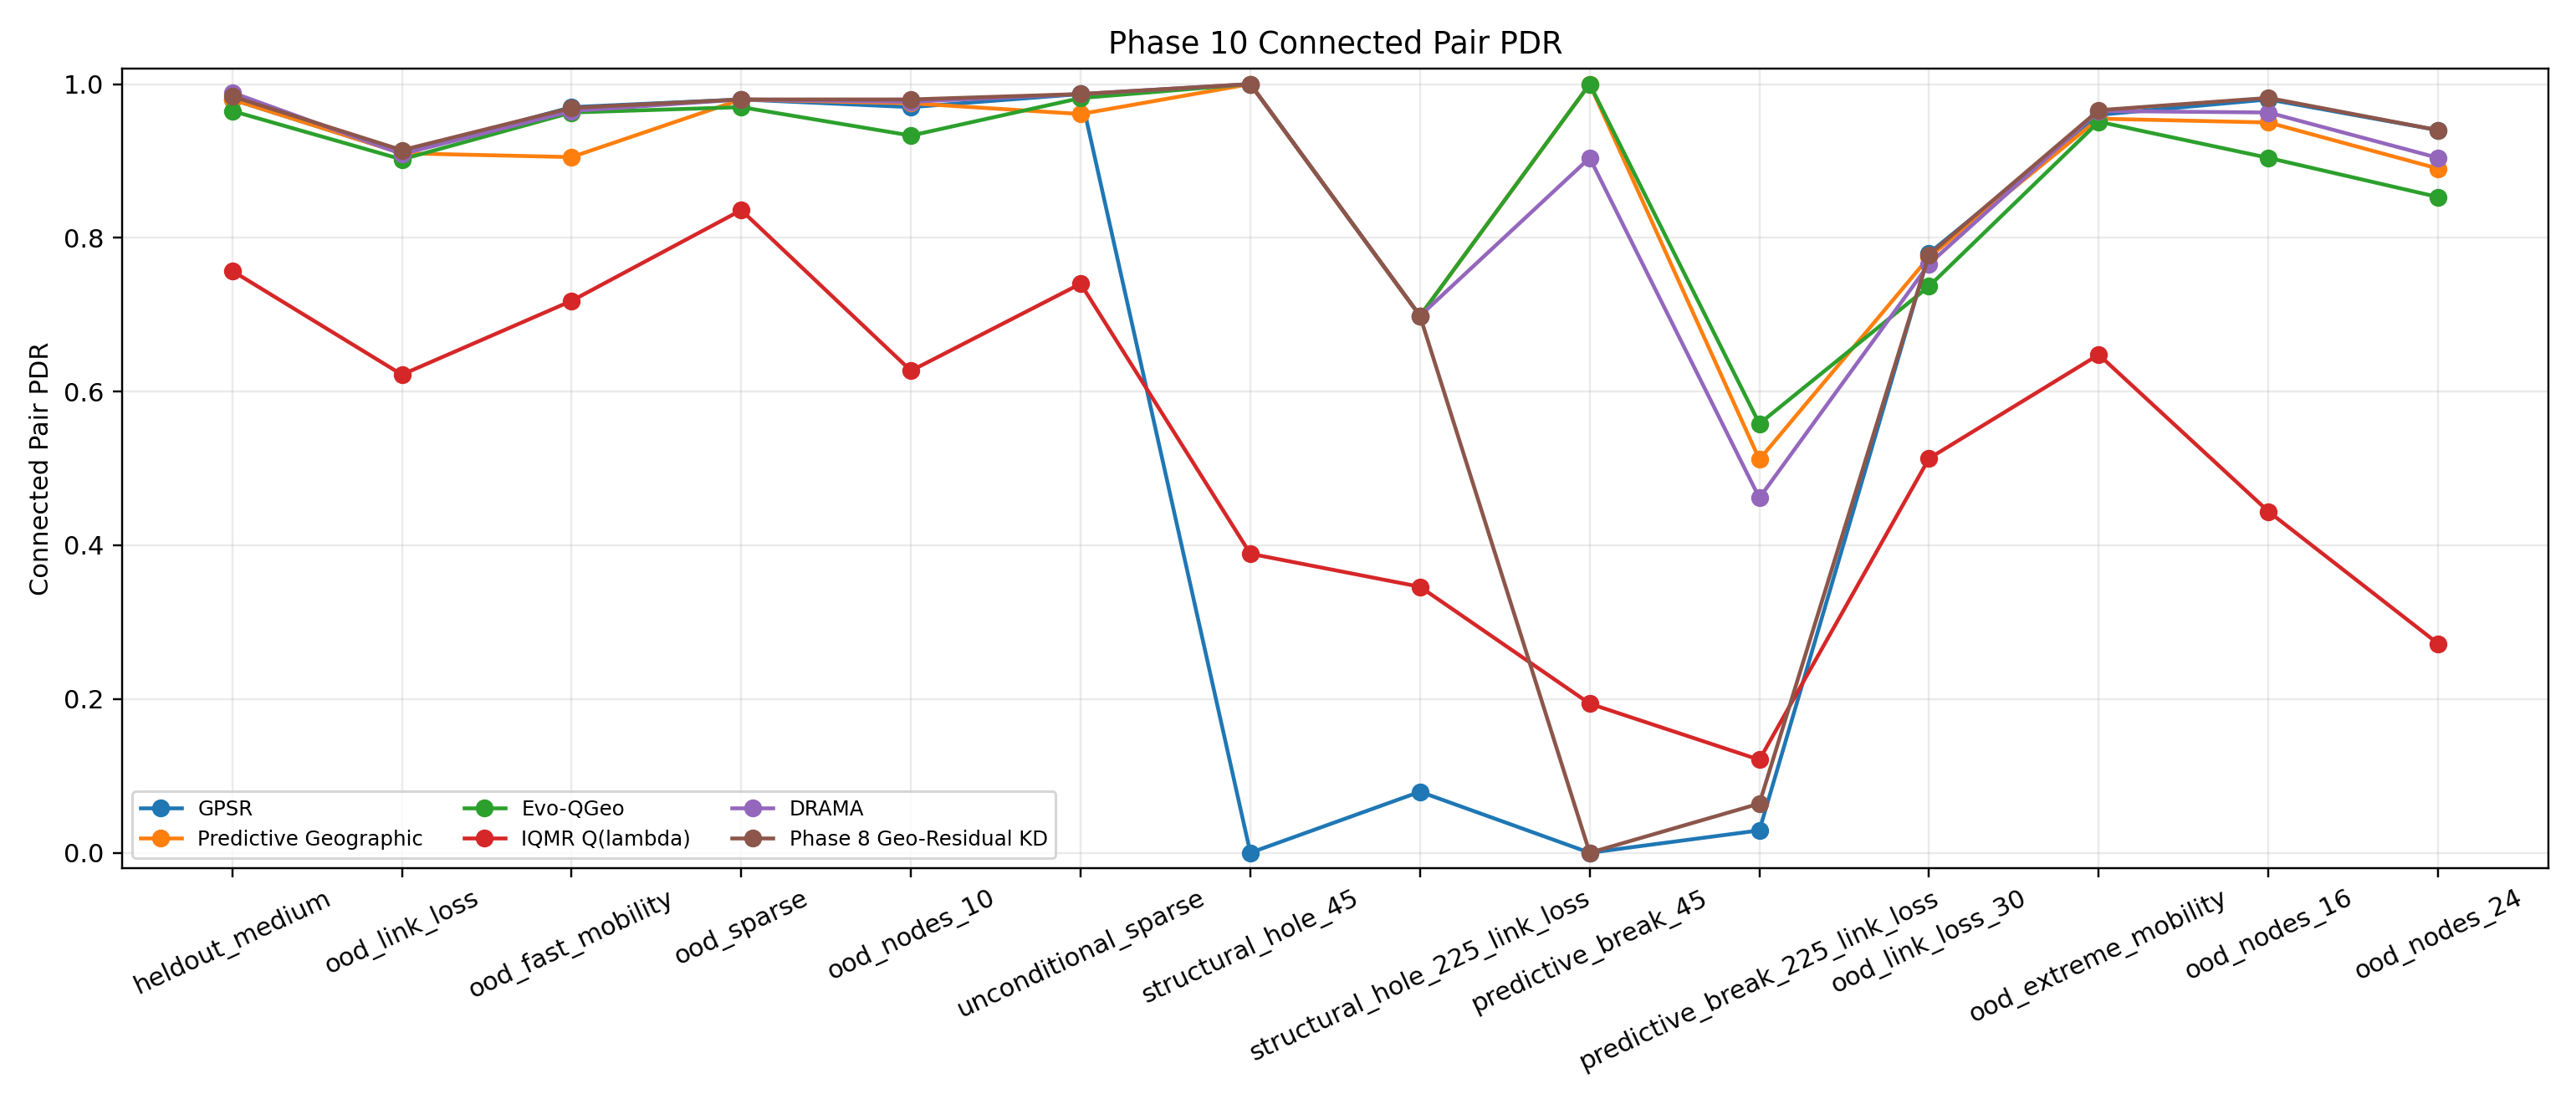 Phase 10 Connected Pair PDR
Connected Pair PDR
1.0
0.8
0.6
0.4
0.2
0.0
GPSR
Predictive Geographic
Evo-QGeo
IQMR Q(lambda)
DRAMA
Phase 8 Geo-Residual KD
heldout_medium
ood_link_loss
ood_fast_mobility
ood_sparse
ood_nodes_10
unconditional_sparse
structural_hole_45
structural_hole_225_link_loss
predictive_break_45
predictive_break_225_link_loss
ood_link_loss_30
ood_extreme_mobility
ood_nodes_16
ood_nodes_24